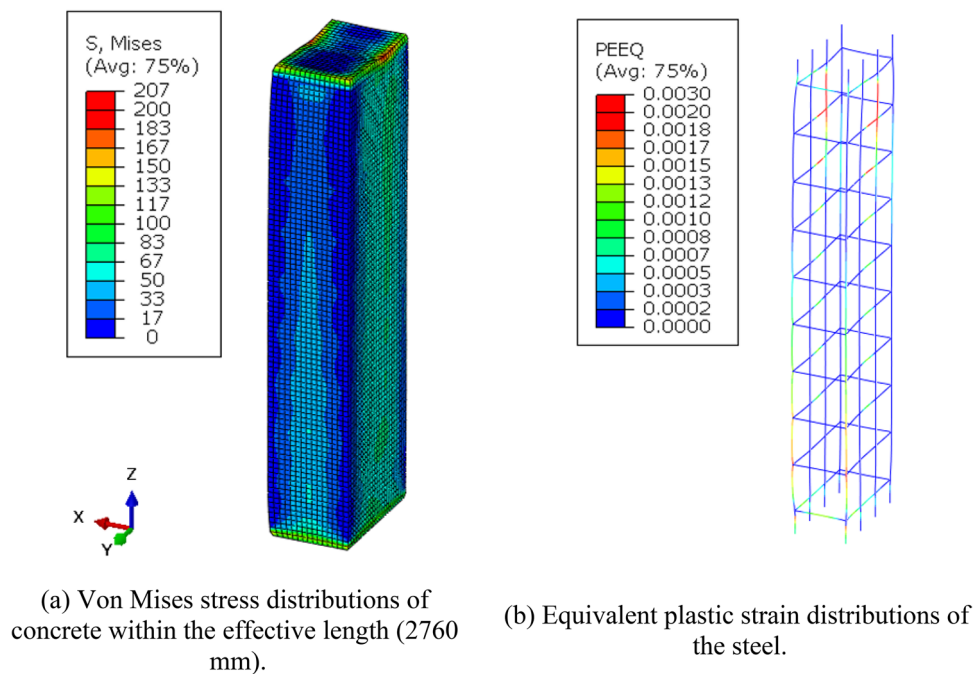 S, Mises
(Avg: 75%)
207
200
183
167
150
133
117
100
83
67
50
33
17
0
PEEQ
(Avg: 75%)
0.0030
0.0020
0.0018
0.0017
0.0015
0.0013
0.0012
0.0010
0.0008
0.0007
0.0005
0.0003
0.0002
0.0000
Z
X
Y
(a) Von Mises stress distributions of
concrete within the effective length (2760
mm).
(b) Equivalent plastic strain distributions of
the steel.